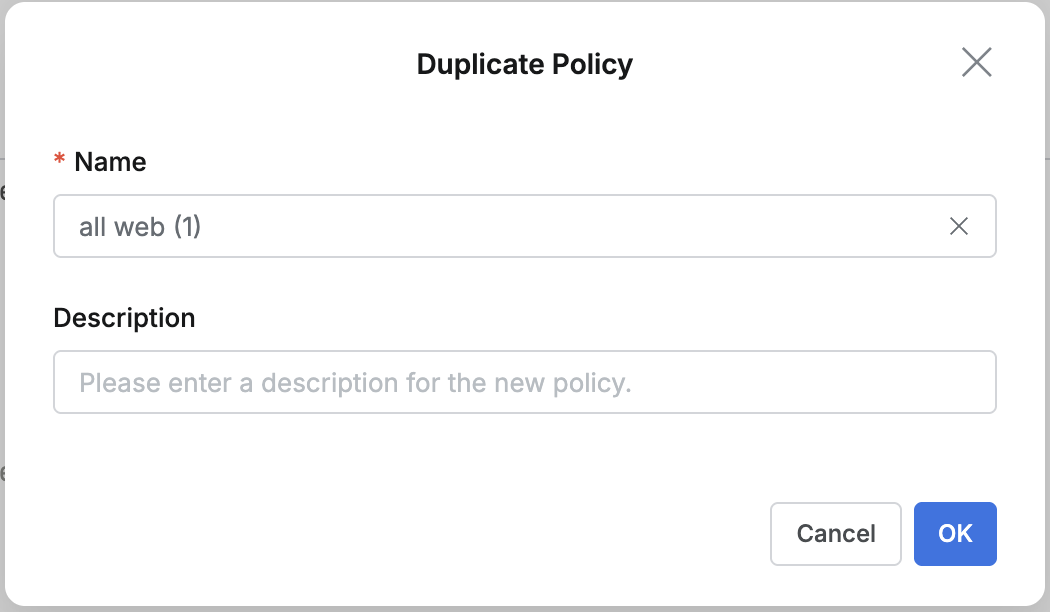 Duplicate Policy
* Name
all web (1)
Description
Please enter a description for the new policy.
Cancel OK